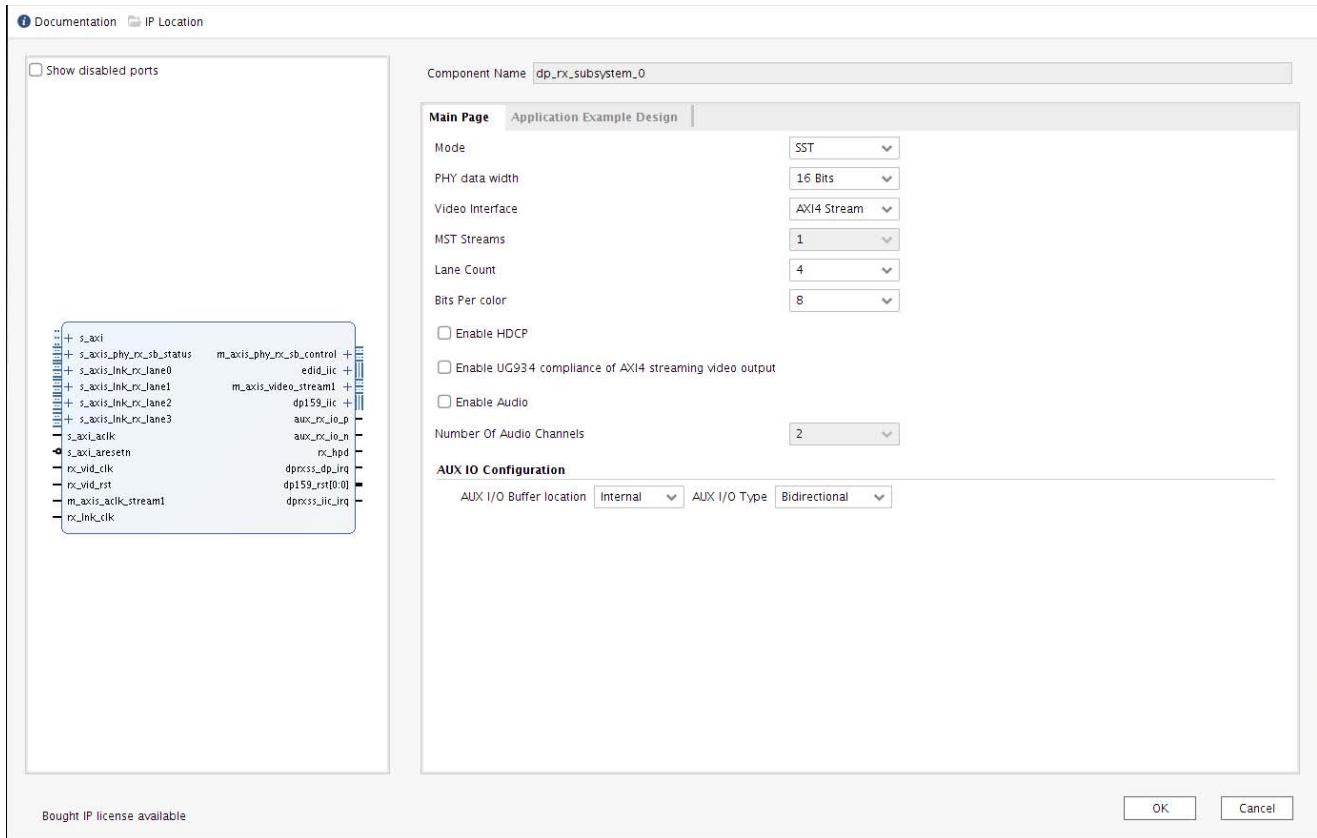 Documentation IP Location
Show disabled ports
+ s_axi
+ s_axis_phy_rx_sb_status m_axis_phy_rx_sb_control +
+ s_axis_lnk_rx_lane0 edid_iic +
+ s_axis_lnk_rx_lane1 m_axis_video_stream1 +
+ s_axis_lnk_rx_lane2 dp159_iic +
+ s_axis_lnk_rx_lane3 aux_rx_io_p
s_axi_aclk aux_rx_io_n
s_axi_aresetn rx_hpd
rx_vid_clk dprxss_dp_irq
rx_vid_rst dp159_rst[0:0]
m_axis_aclk_stream1 dprxss_iic_irq
rx_lnk_clk
Component Name dp_rx_subsystem_0
Main Page Application Example Design
Mode SST
PHY data width 16 Bits
Video Interface AXI4 Stream
MST Streams 1
Lane Count 4
Bits Per color 8
Enable HDCP
Enable UG934 compliance of AXI4 streaming video output
Enable Audio
Number Of Audio Channels 2
AUX IO Configuration
AUX I/O Buffer location Internal AUX I/O Type Bidirectional
Bought IP license available
OK Cancel